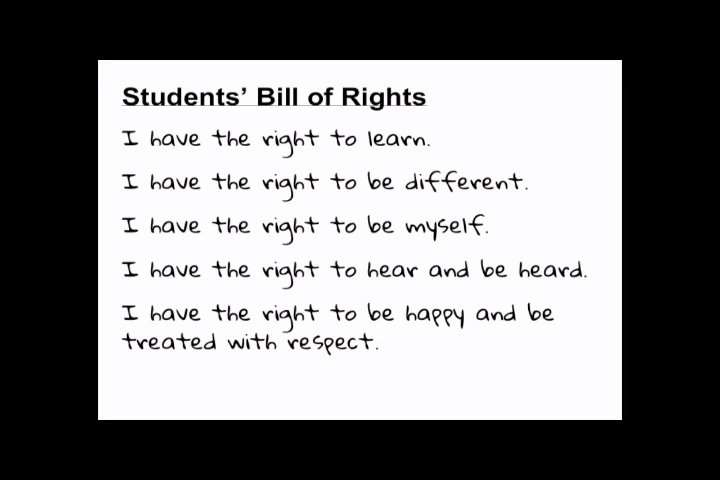 Students’ Bill of Rights
I have the right to learn.
I have the right to be different.
I have the right to be myself.
I have the right to hear and be heard.
I have the right to be happy and be
treated with respect.